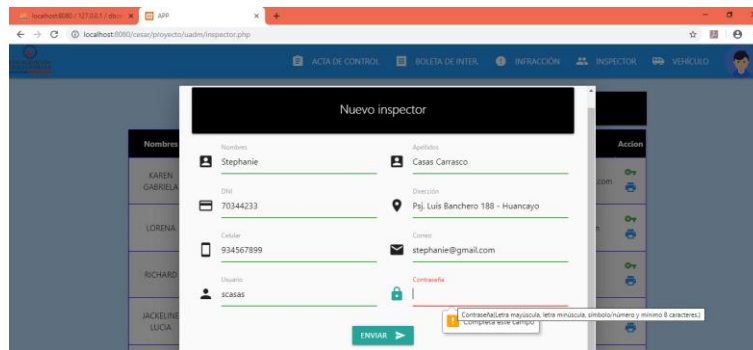 localhost:8080 / 127.0.0.1 / dbc
APP
localhost:8080/cesar/proyecto/uadm/inspector.php
ACTA DE CONTROL
BOLETA DE INTER.
INFRACCIÓN
INSPECTOR
VEHÍCULO
Nuevo inspector
Nombres
Accion
Nombres
Stephanie
Apellidos
Casas Carrasco
KAREN
GABRIELA
.com
DNI
70344233
Dirección
Psj. Luis Banchero 188 - Huancayo
LORENA
Celular
934567899
Correo
stephanie@gmail.com
RICHARD
Usuario
scasas
Contraseña
Contraseña(Letra mayúscula, letra minúscula, símbolo/número y mínimo 8 caracteres.)
Completa este campo
JACKELINE
LUCIA
ENVIAR